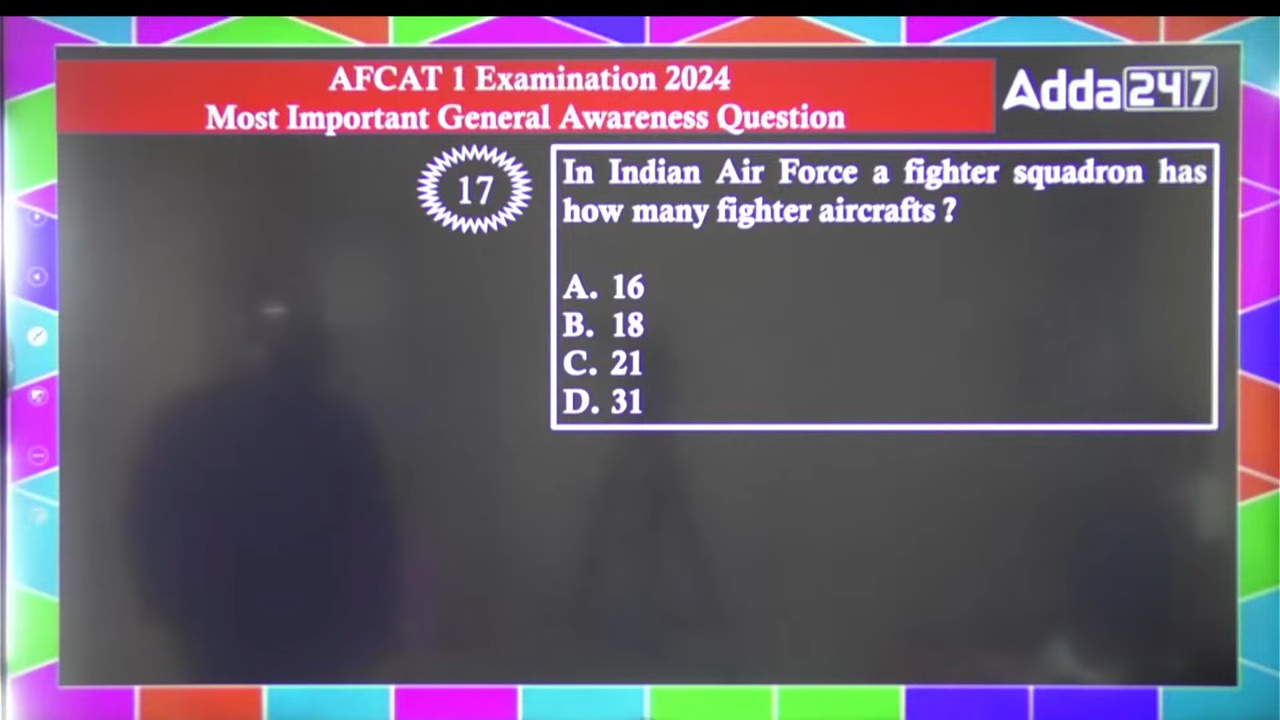 AFCAT 1 Examination 2024
Most Important General Awareness Question
Adda247
17
In Indian Air Force a fighter squadron has
how many fighter aircrafts ?
A. 16
B. 18
C. 21
D. 31